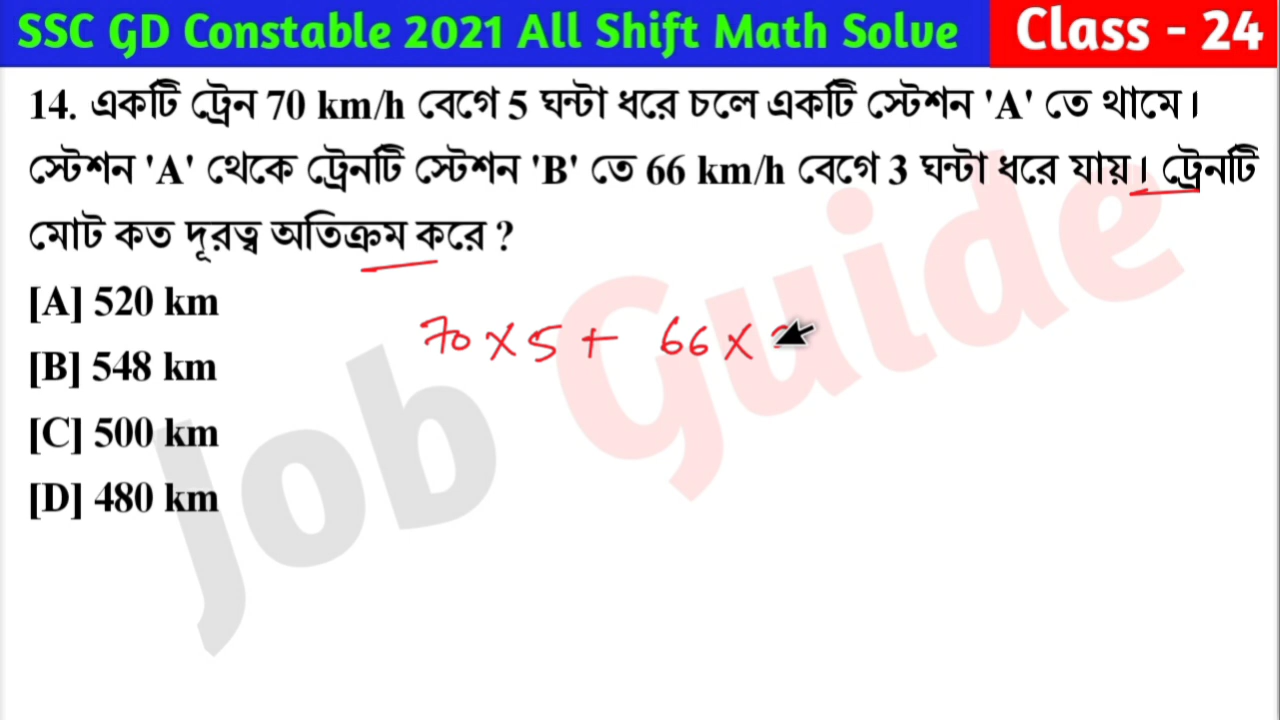 SSC GD Constable 2021 All Shift Math Solve
Class - 24
14. একটি ট্রেন 70 km/h বেগে 5 ঘন্টা ধরে চলে একটি স্টেশন 'A' তে থামে।
স্টেশন 'A' থেকে ট্রেনটি স্টেশন 'B' তে 66 km/h বেগে 3 ঘন্টা ধরে যায়। ট্রেনটি
মোট কত দূরত্ব অতিক্রম করে ?
[A] 520 km
70 × 5 + 66 ×
[B] 548 km
[C] 500 km
[D] 480 km
Job Guide